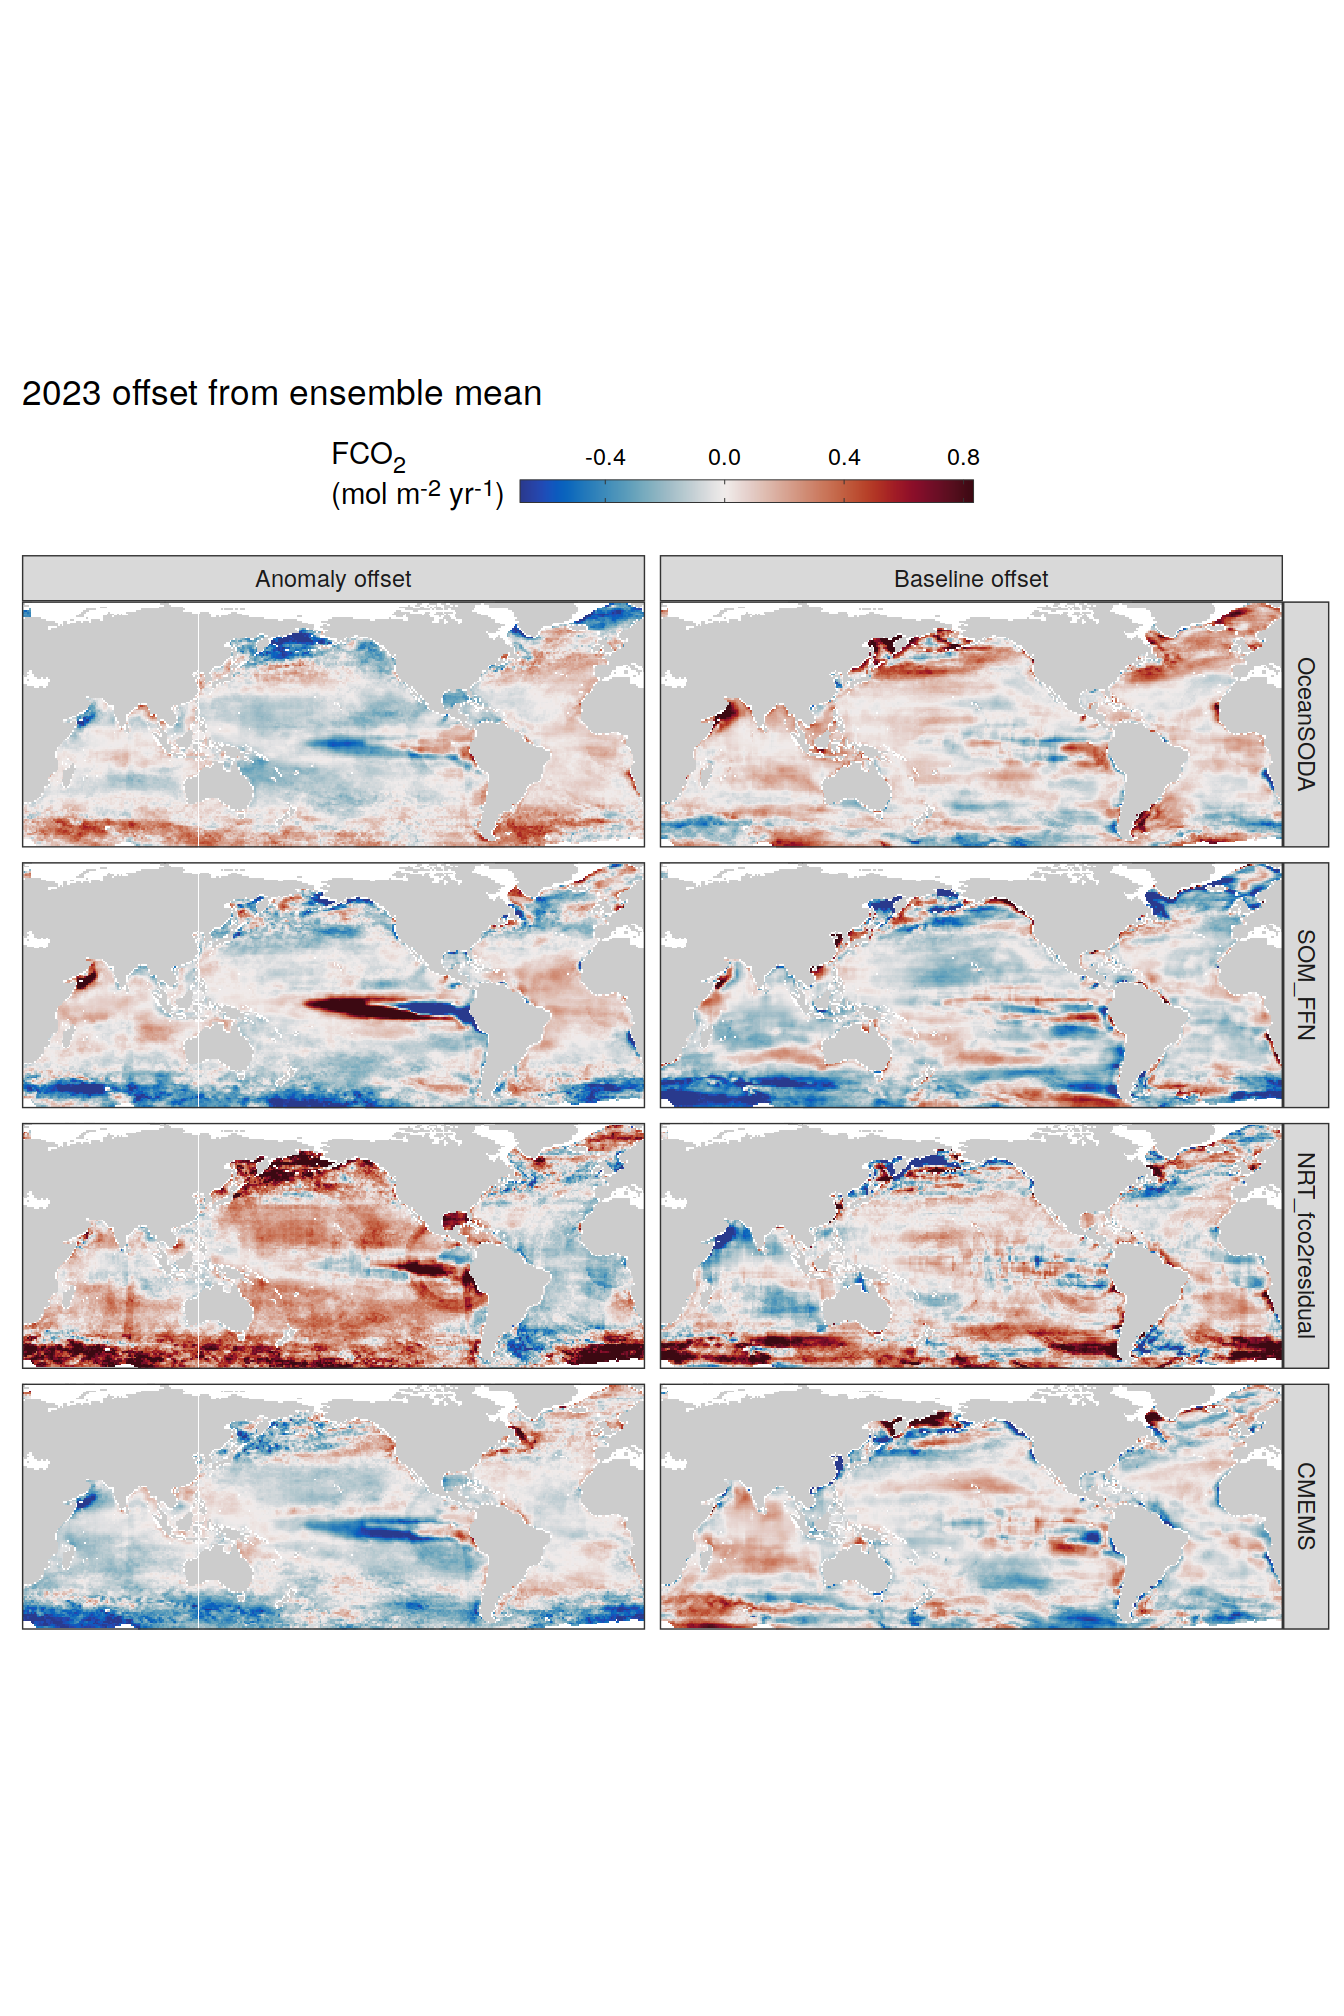 2023 offset from ensemble mean
FCO2
(mol m-2 yr-1)
-0.4 0.0 0.4 0.8
Anomaly offset
Baseline offset
OceanSODA
SOM_FFN
NRT_fco2residual
CMEMS